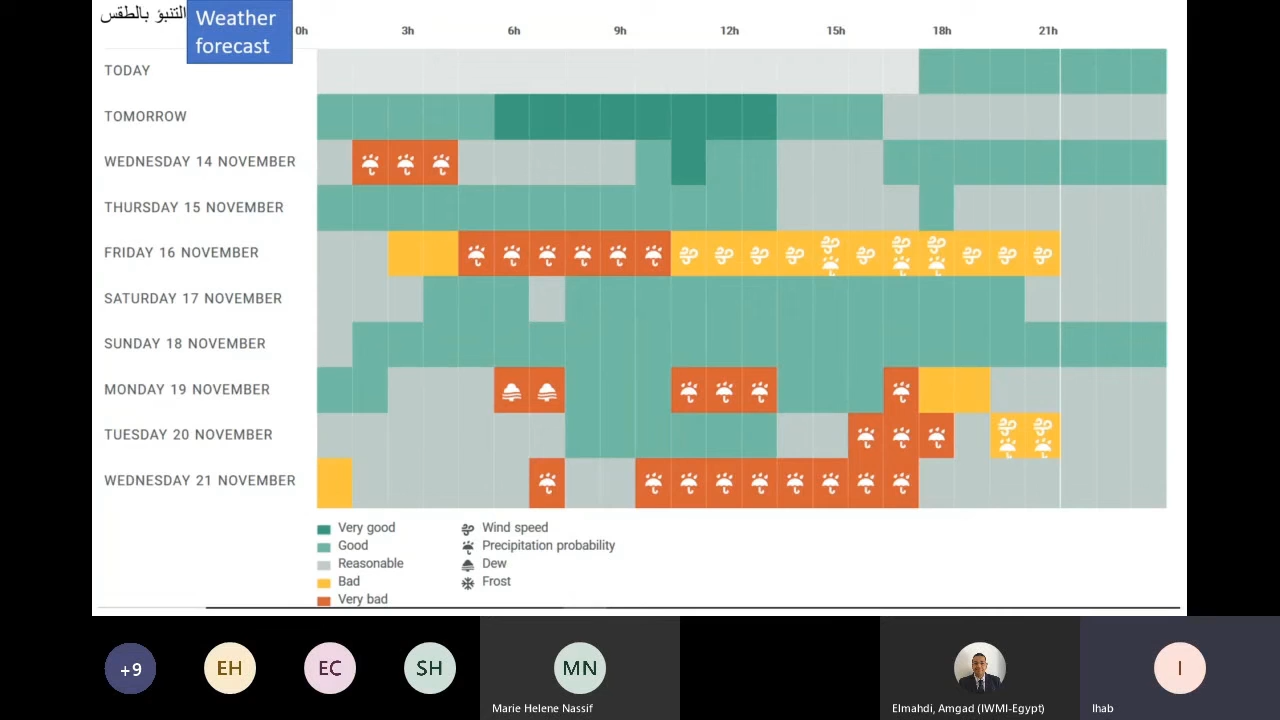 التنبؤ بالطقس
Weather
forecast
0h 3h 6h 9h 12h 15h 18h 21h
TODAY
TOMORROW
WEDNESDAY 14 NOVEMBER
THURSDAY 15 NOVEMBER
FRIDAY 16 NOVEMBER
SATURDAY 17 NOVEMBER
SUNDAY 18 NOVEMBER
MONDAY 19 NOVEMBER
TUESDAY 20 NOVEMBER
WEDNESDAY 21 NOVEMBER
Very good
Good
Reasonable
Bad
Very bad
Wind speed
Precipitation probability
Dew
Frost
+9
EH
EC
SH
MN
Marie Helene Nassif
Elmahdi, Amgad (IWMI-Egypt)
I
Ihab